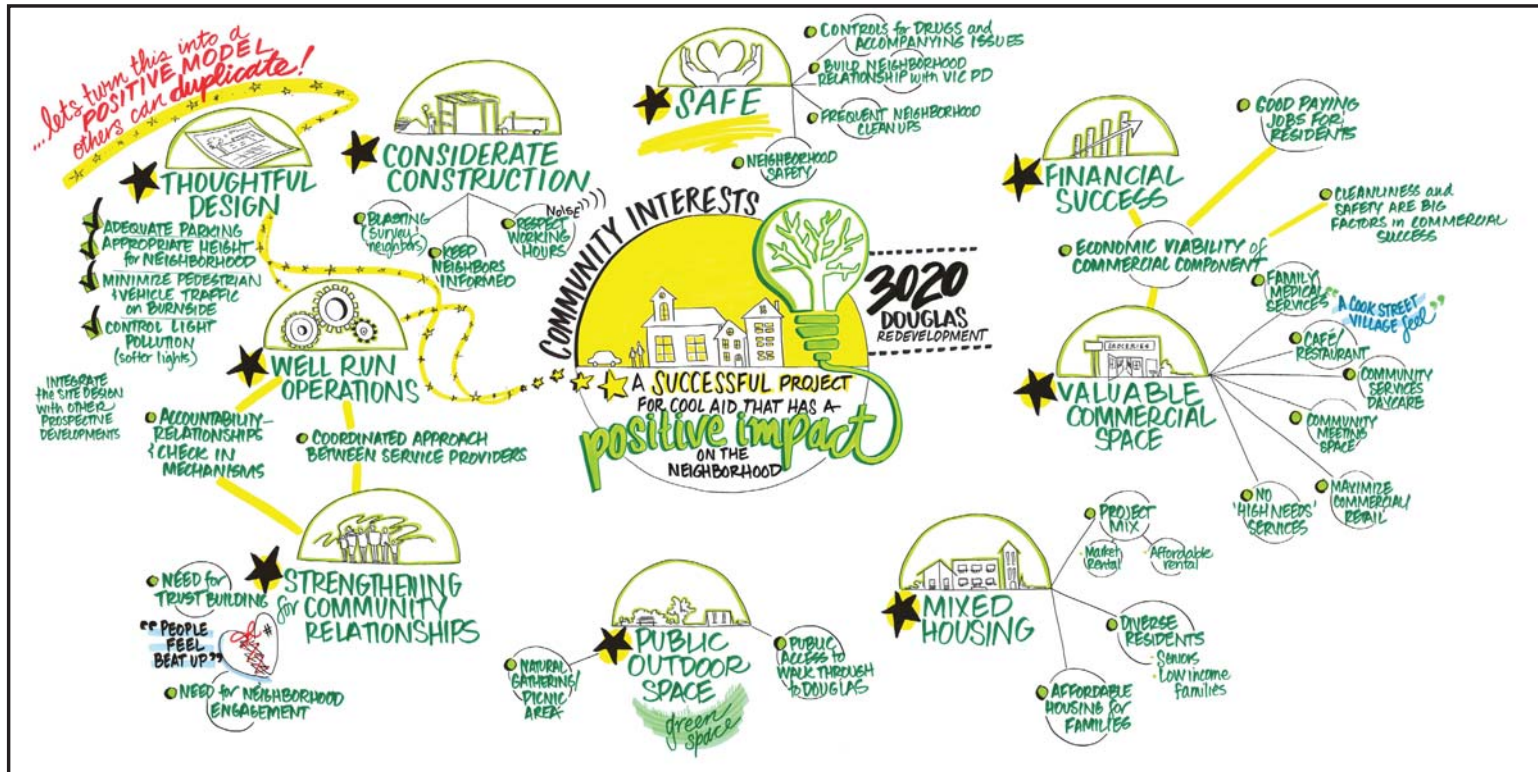 ...lets turn this into a
POSITIVE MODEL
others can duplicate!
THOUGHTFUL
DESIGN
ADEQUATE PARKING
APPROPRIATE HEIGHT
for NEIGHBORHOOD
MINIMIZE PEDESTRIAN
& VEHICLE TRAFFIC
ON BURNSIDE
CONTROL LIGHT
POLLUTION
(softer lights)
INTEGRATE
the SITE DESIGN
with OTHER
PROSPECTIVE
DEVELOPMENTS
CONSIDERATE
CONSTRUCTION
BLASTING
(survey
neighbors)
KEEP
NEIGHBORS
INFORMED
NOISE
RESPECT
WORKING
HOURS
WELL RUN
OPERATIONS
ACCOUNTABILITY-
RELATIONSHIPS
& CHECK IN
MECHANISMS
COORDINATED APPROACH
BETWEEN SERVICE PROVIDERS
STRENGTHENING
for COMMUNITY
RELATIONSHIPS
NEED for
TRUST BUILDING
"PEOPLE
FEEL
BEAT UP"
#
NEED for NEIGHBORHOOD
ENGAGEMENT
SAFE
CONTROLS for DRUGS and
ACCOMPANYING ISSUES
BUILD NEIGHBORHOOD
RELATIONSHIP with VIC PD
FREQUENT NEIGHBORHOOD
CLEAN UPS
NEIGHBORHOOD
SAFETY
COMMUNITY INTERESTS
3020
DOUGLAS
REDEVELOPMENT
A SUCCESSFUL PROJECT
FOR COOL AID THAT HAS A
positive impact
ON THE
NEIGHBORHOOD
PUBLIC
OUTDOOR
SPACE
green
space
NATURAL
GATHERING/
PICNIC
AREA
PUBLIC
ACCESS to
WALK THROUGH
to DOUGLAS
FINANCIAL
SUCCESS
GOOD PAYING
JOBS FOR
RESIDENTS
CLEANLINESS and
SAFETY ARE BIG
FACTORS in COMMERCIAL
SUCCESS
ECONOMIC VIABILITY of
COMMERCIAL COMPONENT
VALUABLE
COMMERCIAL
SPACE
GROCERIES
FAMILY
MEDICAL
SERVICES
"A COOK STREET
VILLAGE feel"
CAFE/
RESTAURANT
COMMUNITY
SERVICES
DAYCARE
COMMUNITY
MEETING
SPACE
MAXIMIZE
COMMERCIAL/
RETAIL
NO
'HIGH NEEDS'
SERVICES
MIXED
HOUSING
PROJECT
MIX
Market
Rental
Affordable
rental
DIVERSE
RESIDENTS
Seniors
Low income
families
AFFORDABLE
HOUSING for
FAMILIES